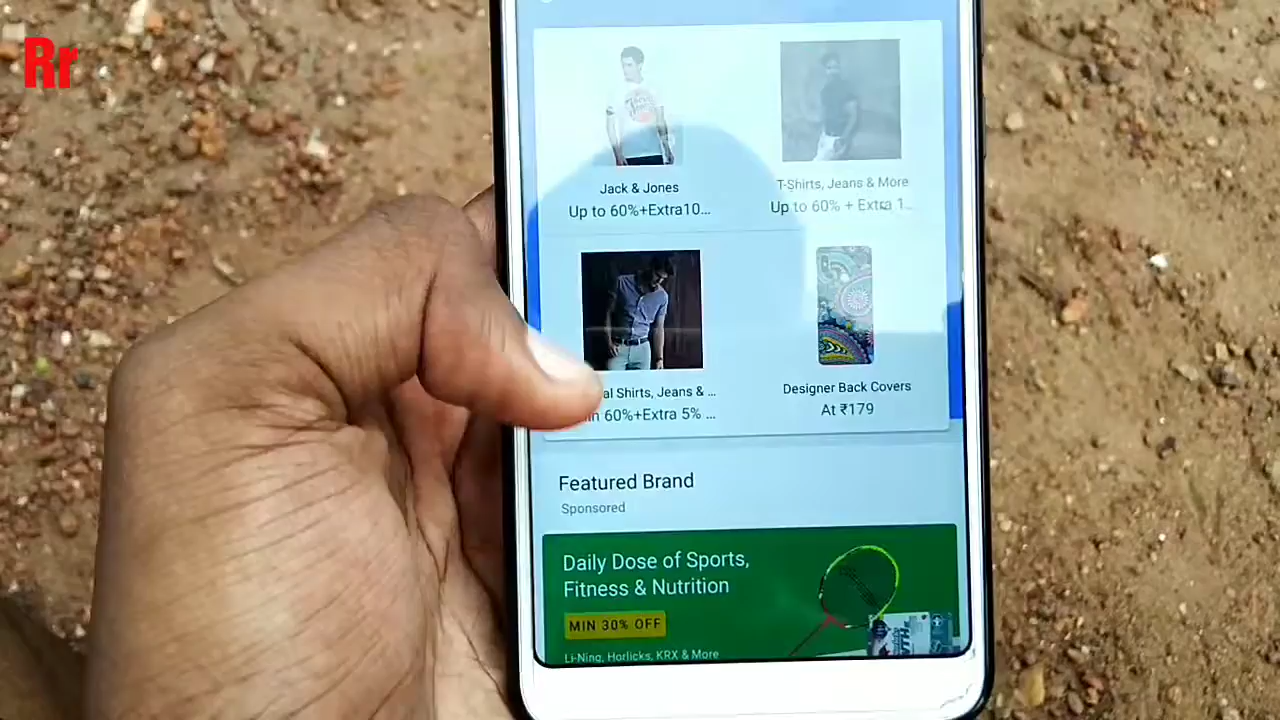 Rr
Jack & Jones
Up to 60%+Extra10...
T-Shirts, Jeans & More
Up to 60% + Extra 1...
al Shirts, Jeans & ...
in 60%+Extra 5% ...
Designer Back Covers
At ₹179
Featured Brand
Sponsored
Daily Dose of Sports,
Fitness & Nutrition
MIN 30% OFF
Li-Ning, Horlicks, KRX & More